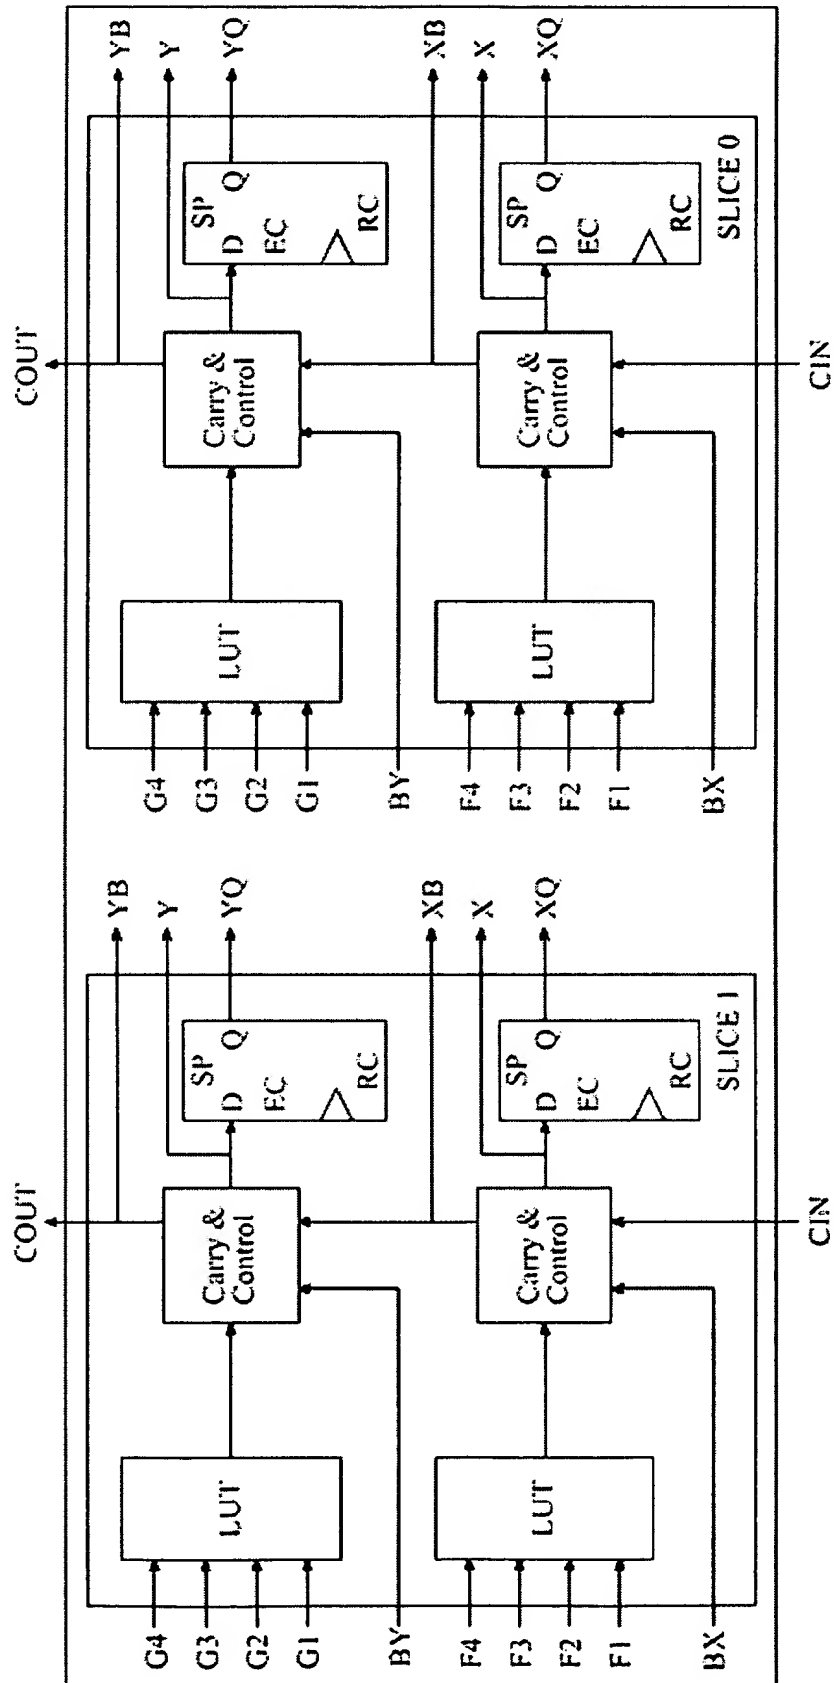 COUT
YB
Y
YQ
G4
G3
G2
G1
LUT
Carry &
Control
SP
D Q
EC
RC
BY
XB
X
XQ
F4
F3
F2
F1
LUT
Carry &
Control
SP
D Q
EC
RC
BX
SLICE 1
CIN
COUT
YB
Y
YQ
G4
G3
G2
G1
LUT
Carry &
Control
SP
D Q
EC
RC
BY
XB
X
XQ
F4
F3
F2
F1
LUT
Carry &
Control
SP
D Q
EC
RC
BX
SLICE 0
CIN